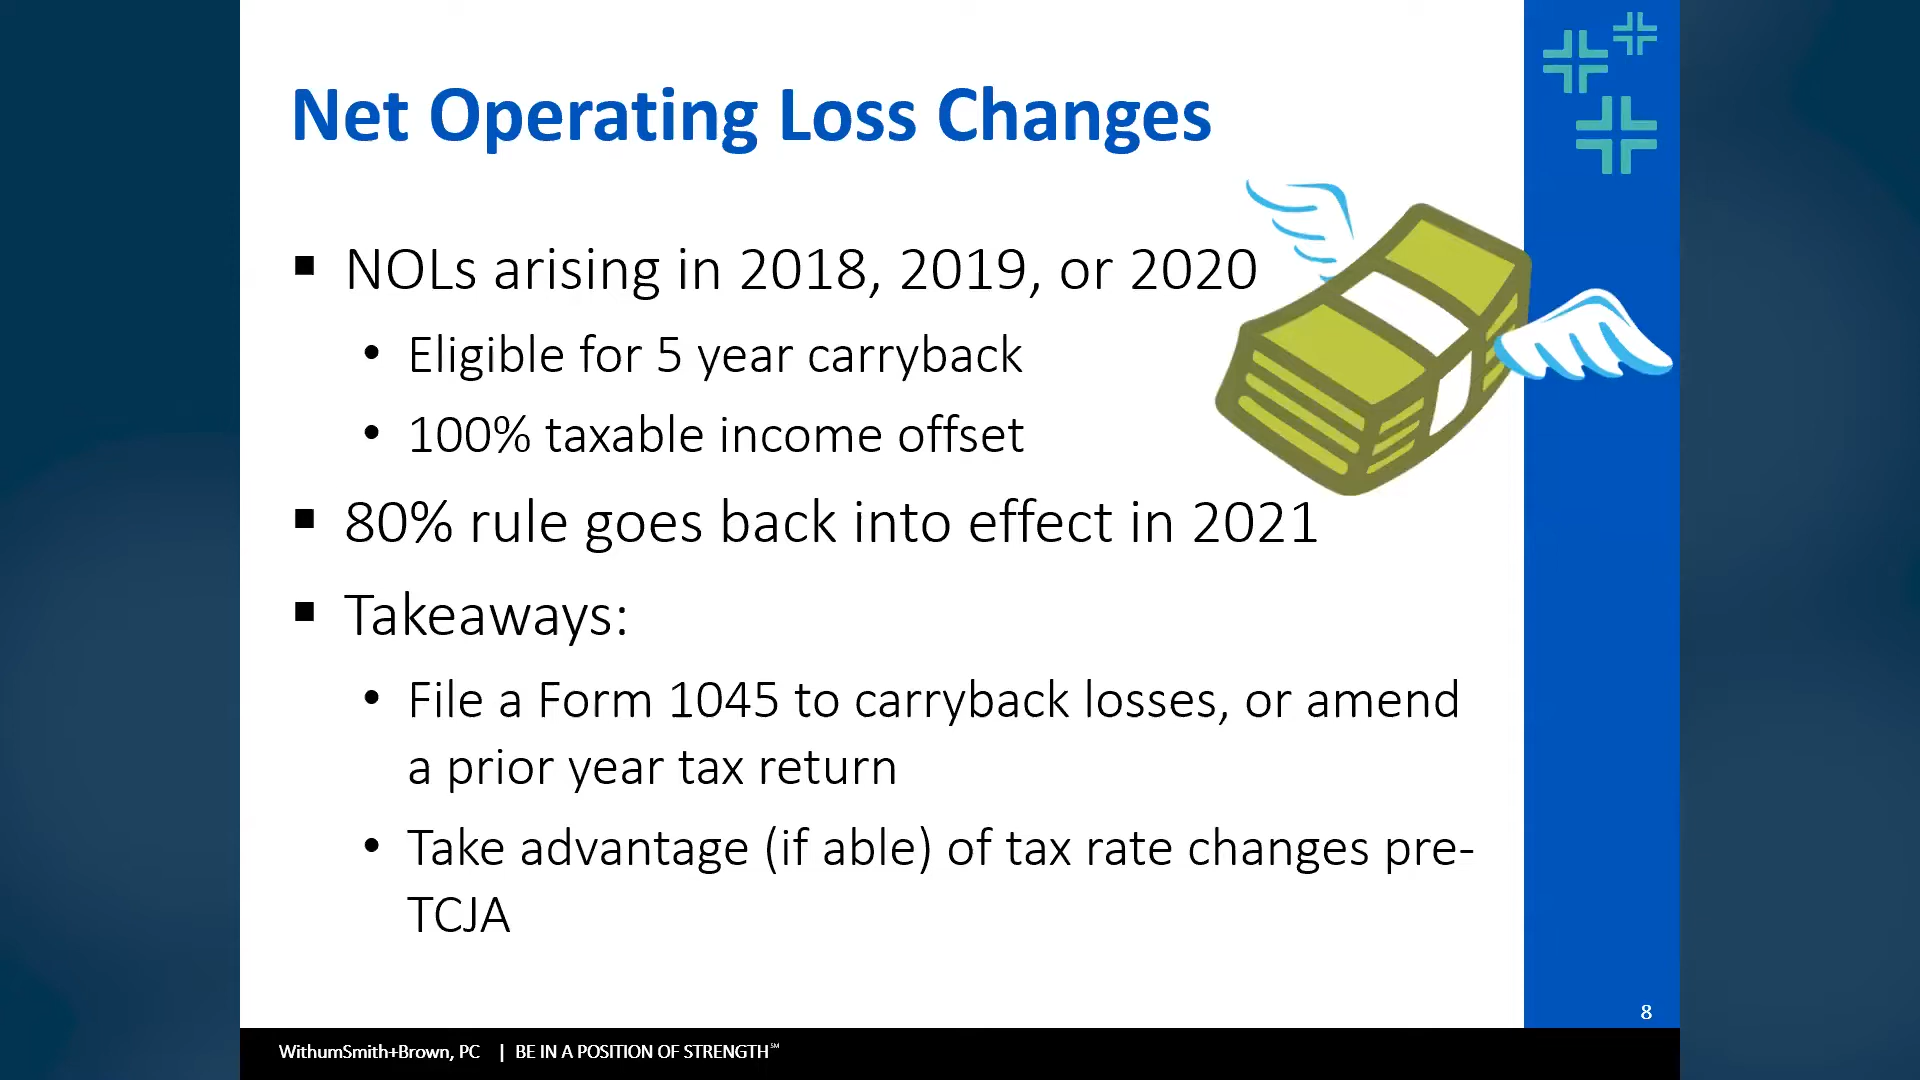 Net Operating Loss Changes
▪ NOLs arising in 2018, 2019, or 2020
• Eligible for 5 year carryback
• 100% taxable income offset
▪ 80% rule goes back into effect in 2021
▪ Takeaways:
• File a Form 1045 to carryback losses, or amend
a prior year tax return
• Take advantage (if able) of tax rate changes pre-
TCJA
8
WithumSmith+Brown, PC | BE IN A POSITION OF STRENGTH℠